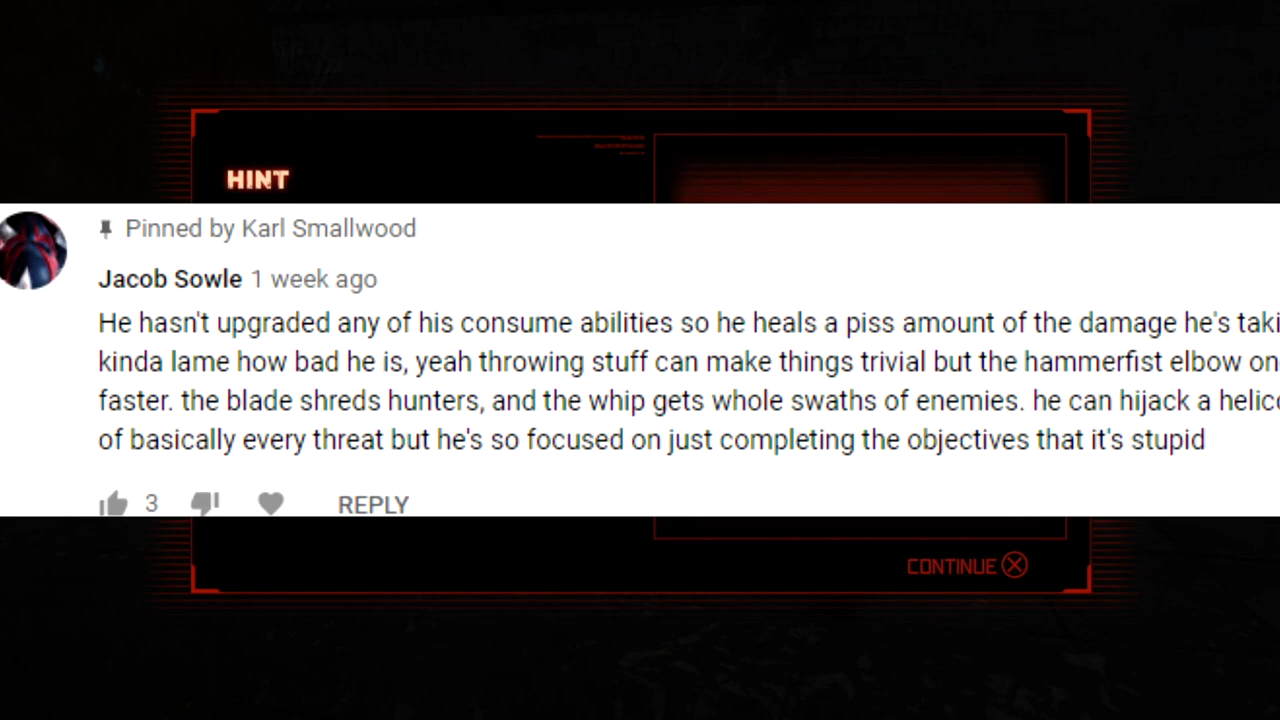 HINT
Pinned by Karl Smallwood
Jacob Sowle 1 week ago
He hasn't upgraded any of his consume abilities so he heals a piss amount of the damage he's taki
kinda lame how bad he is, yeah throwing stuff can make things trivial but the hammerfist elbow on
faster. the blade shreds hunters, and the whip gets whole swaths of enemies. he can hijack a helic
of basically every threat but he's so focused on just completing the objectives that it's stupid
3 REPLY
CONTINUE